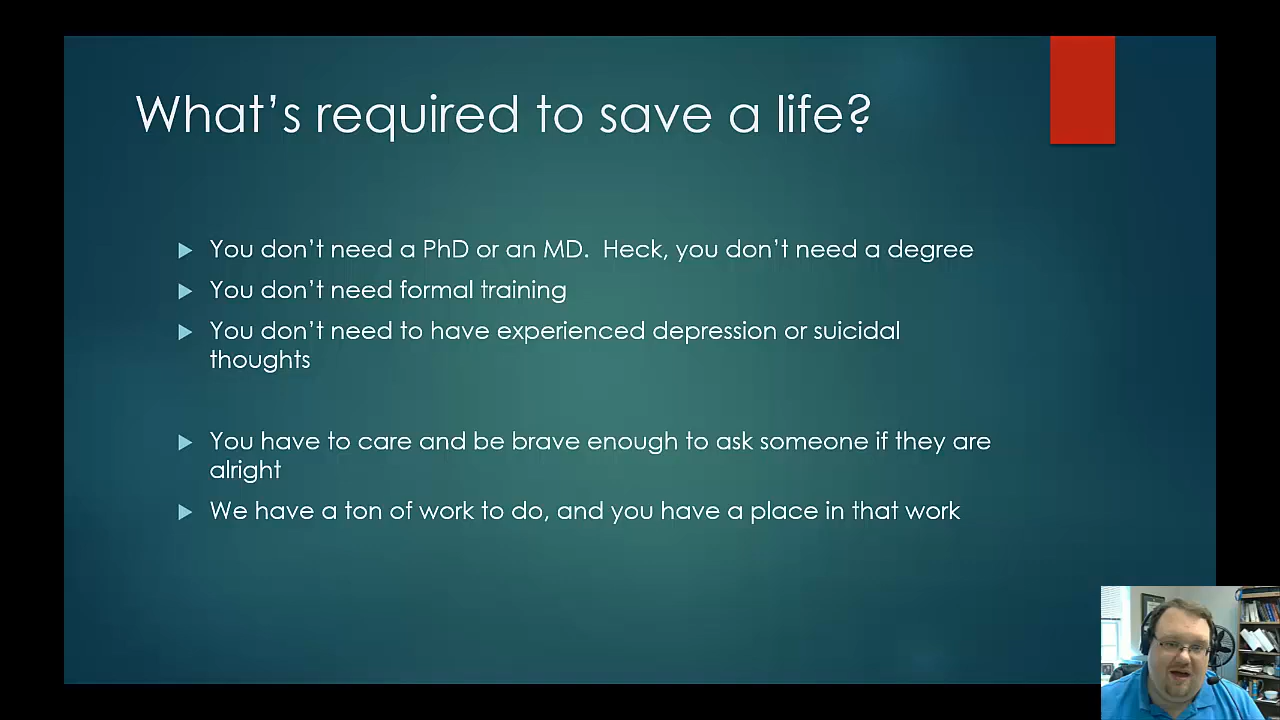 What's required to save a life?
You don't need a PhD or an MD.  Heck, you don't need a degree
You don't need formal training
You don't need to have experienced depression or suicidal
thoughts
You have to care and be brave enough to ask someone if they are
alright
We have a ton of work to do, and you have a place in that work